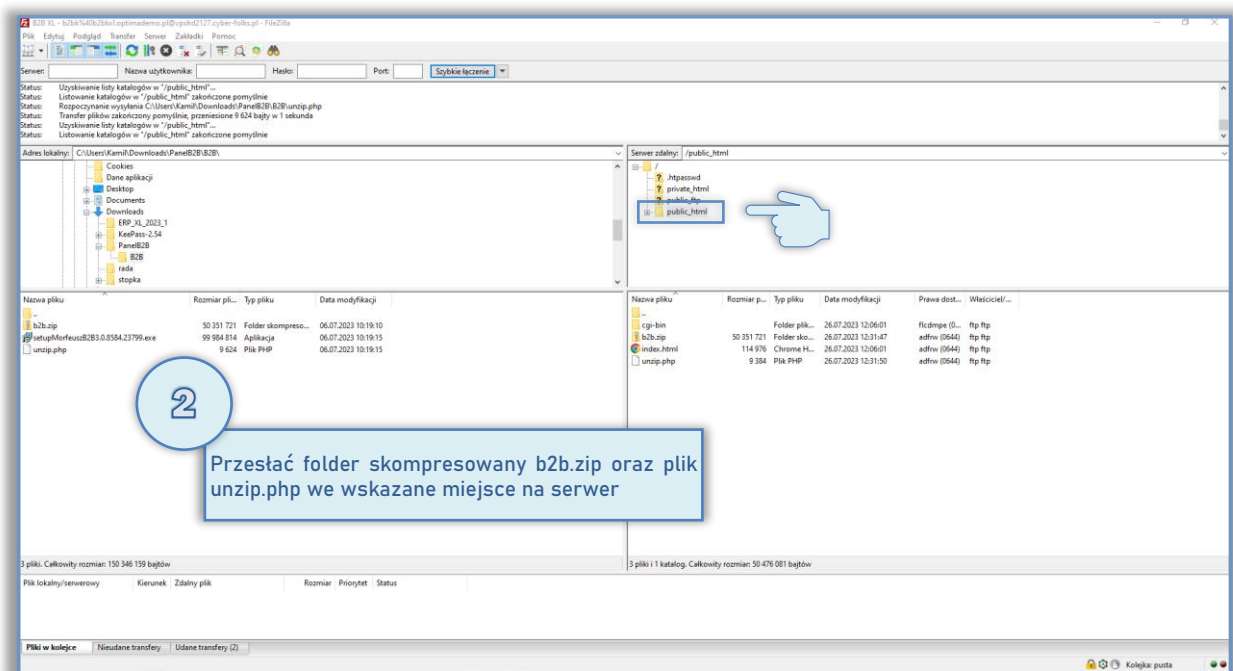 B2B XL - b2bk%40b2bkxl.optimademo.pl@vpshd2127.cyber-folks.pl - FileZilla
Plik Edytuj Podgląd Transfer Serwer Zakładki Pomoc
Serwer: Nazwa użytkownika: Hasło: Port: Szybkie łączenie
Status: Uzyskiwanie listy katalogów w "/public_html"...
Status: Listowanie katalogów w "/public_html" zakończone pomyślnie
Status: Rozpoczynanie wysyłania C:\Users\Kamil\Downloads\PanelB2B\B2B\unzip.php
Status: Transfer plików zakończony pomyślnie, przeniesione 9 624 bajty w 1 sekunda
Status: Uzyskiwanie listy katalogów w "/public_html"...
Status: Listowanie katalogów w "/public_html" zakończone pomyślnie
Adres lokalny: C:\Users\Kamil\Downloads\PanelB2B\B2B\
Cookies
Dane aplikacji
Desktop
Documents
Downloads
ERP_XL_2023_1
KeePass-2.54
PanelB2B
B2B
rada
stopka
Serwer zdalny: /public_html
/
.htpasswd
private_html
public_ftp
public_html
Nazwa pliku Rozmiar pli... Typ pliku Data modyfikacji
..
b2b.zip 50 351 721 Folder skompreso... 06.07.2023 10:19:10
setupMorfeuszB2B3.0.8584.23799.exe 99 984 814 Aplikacja 06.07.2023 10:19:15
unzip.php 9 624 Plik PHP 06.07.2023 10:19:15
Nazwa pliku Rozmiar p... Typ pliku Data modyfikacji Prawa dost... Właściciel/...
..
cgi-bin Folder plik... 26.07.2023 12:06:01 flcdmpe (0... ftp ftp
b2b.zip 50 351 721 Folder sko... 26.07.2023 12:31:47 adfrw (0644) ftp ftp
index.html 114 976 Chrome H... 26.07.2023 12:06:01 adfrw (0644) ftp ftp
unzip.php 9 384 Plik PHP 26.07.2023 12:31:50 adfrw (0644) ftp ftp
2
Przesłać folder skompresowany b2b.zip oraz plik
unzip.php we wskazane miejsce na serwer
3 pliki. Całkowity rozmiar: 150 346 159 bajtów
3 pliki i 1 katalog. Całkowity rozmiar: 50 476 081 bajtów
Plik lokalny/serwerowy Kierunek Zdalny plik Rozmiar Priorytet Status
Pliki w kolejce Nieudane transfery Udane transfery (2)
Kolejka: pusta